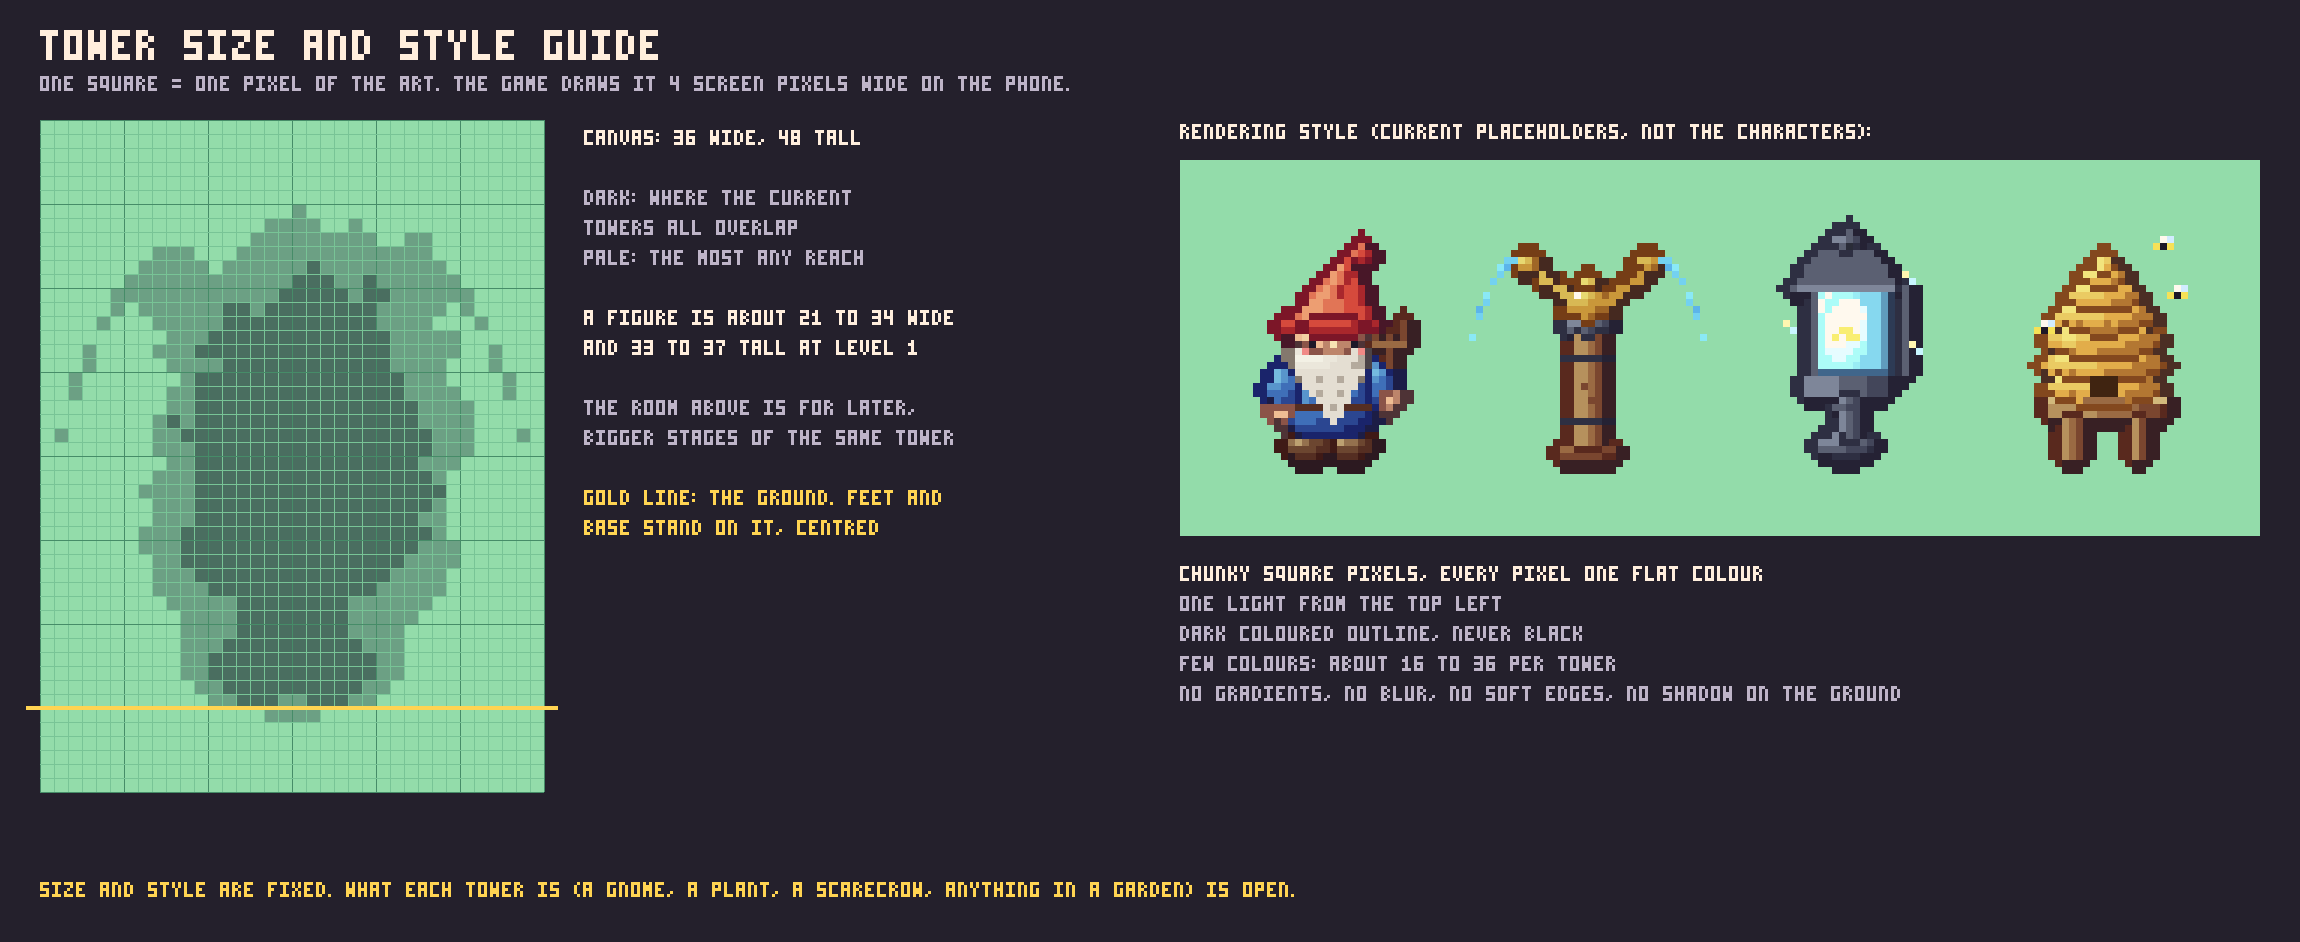 TOWER SIZE AND STYLE GUIDE
ONE SQUARE = ONE PIXEL OF THE ART. THE GAME DRAWS IT 4 SCREEN PIXELS WIDE ON THE PHONE.
CANVAS: 36 WIDE, 48 TALL
DARK: WHERE THE CURRENT
TOWERS ALL OVERLAP
PALE: THE MOST ANY REACH
A FIGURE IS ABOUT 21 TO 34 WIDE
AND 33 TO 37 TALL AT LEVEL 1
THE ROOM ABOVE IS FOR LATER,
BIGGER STAGES OF THE SAME TOWER
GOLD LINE: THE GROUND. FEET AND
BASE STAND ON IT, CENTRED
RENDERING STYLE (CURRENT PLACEHOLDERS, NOT THE CHARACTERS):
CHUNKY SQUARE PIXELS, EVERY PIXEL ONE FLAT COLOUR
ONE LIGHT FROM THE TOP LEFT
DARK COLOURED OUTLINE, NEVER BLACK
FEW COLOURS: ABOUT 16 TO 36 PER TOWER
NO GRADIENTS, NO BLUR, NO SOFT EDGES, NO SHADOW ON THE GROUND
SIZE AND STYLE ARE FIXED. WHAT EACH TOWER IS (A GNOME, A PLANT, A SCARECROW, ANYTHING IN A GARDEN) IS OPEN.